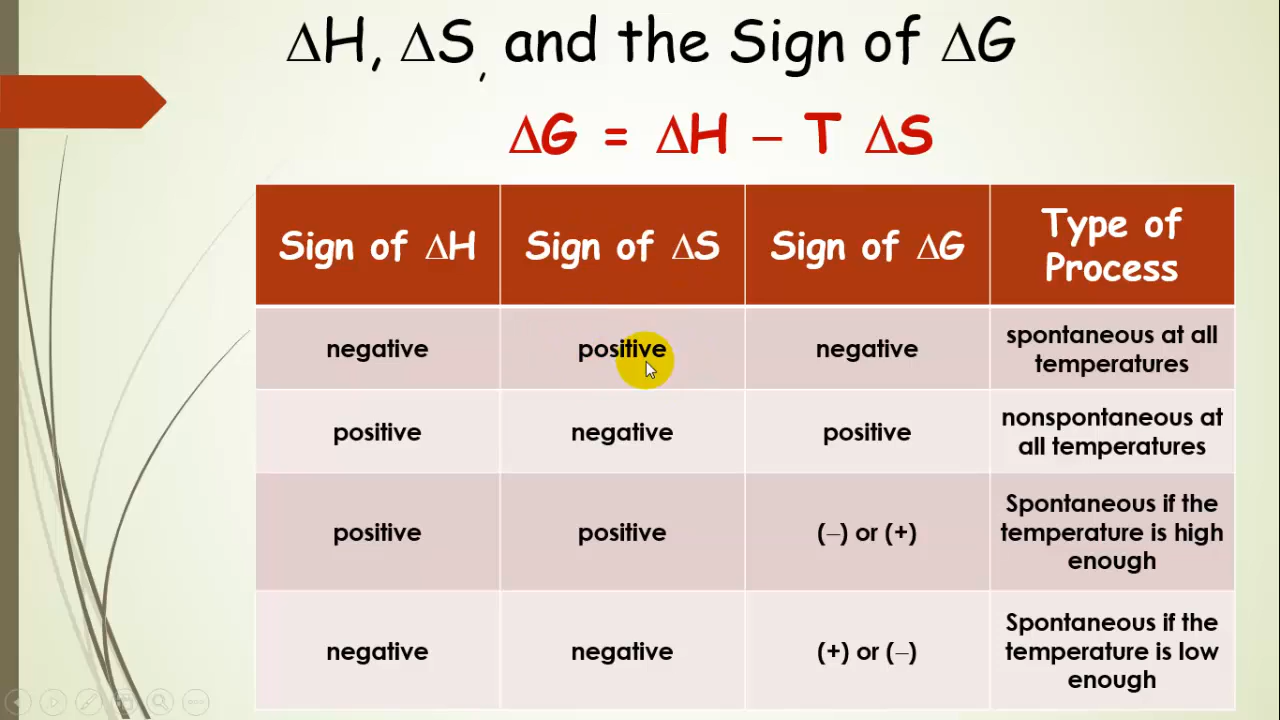 ΔH, ΔS, and the Sign of ΔG
ΔG = ΔH – T ΔS
Sign of ΔH
Sign of ΔS
Sign of ΔG
Type of
Process
negative
positive
negative
spontaneous at all
temperatures
positive
negative
positive
nonspontaneous at
all temperatures
positive
positive
(–) or (+)
Spontaneous if the
temperature is high
enough
negative
negative
(+) or (–)
Spontaneous if the
temperature is low
enough